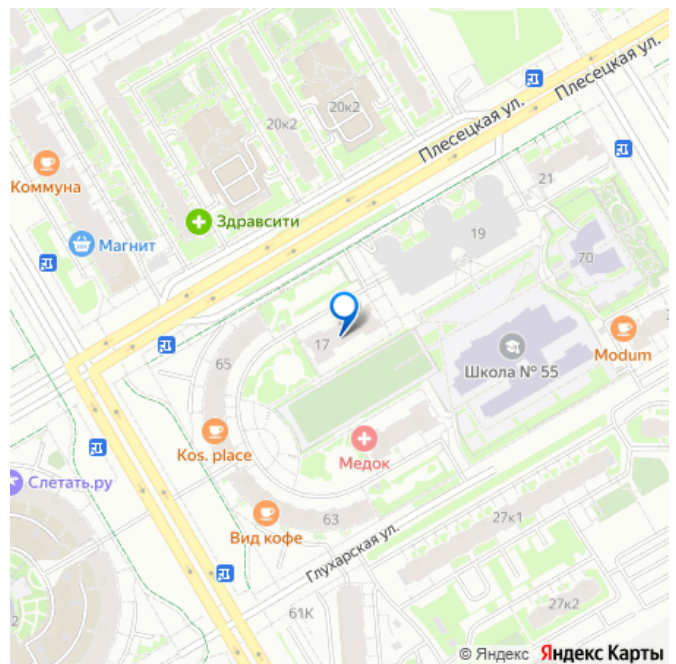 Плесецкая ул.
20к2
20к2
Плесецкая ул.
Коммуна
21
Здравсити
19
Магнит
70
17
65
Школа № 55
Modum
Kos. place
Медок
Слетать.ру
Вид кофе
63
27к1
Глухарская ул.
61К
27к2
© Яндекс Яндекс Карты